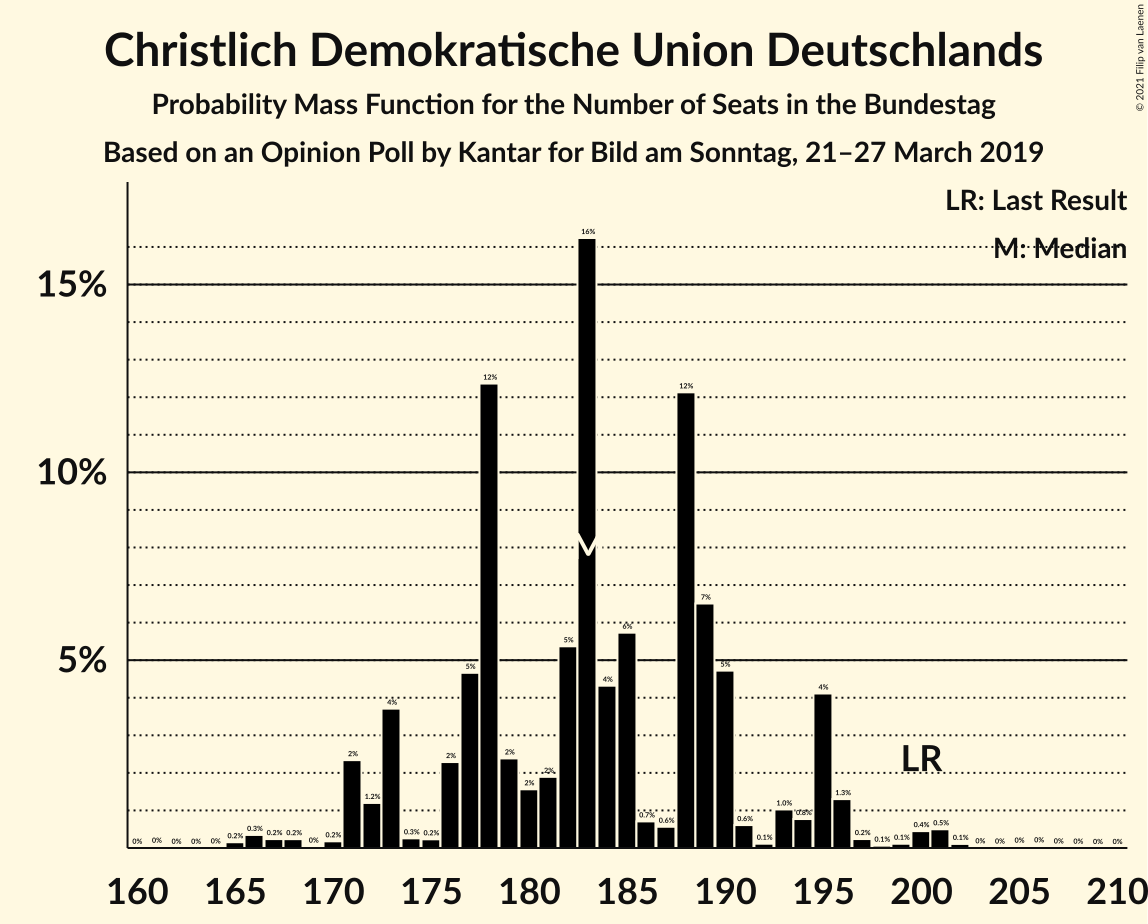 Christlich Demokratische Union Deutschlands
Probability Mass Function for the Number of Seats in the Bundestag
Based on an Opinion Poll by Kantar for Bild am Sonntag, 21–27 March 2019
© 2021 Filip van Laenen
LR: Last Result
M: Median
15%
10%
5%
0% 0% 0% 0% 0% 0.2% 0.3% 0.2% 0.2% 0% 0.2% 2% 1.2% 4% 0.3% 0.2% 2% 5% 12% 2% 2% 2% 5% 16% 4% 6% 0.7% 0.6% 12% 7% 5% 0.6% 0.1% 1.0% 0.8% 4% 1.3% 0.2% 0.1% 0.1% 0.4% 0.5% 0.1% 0% 0% 0% 0% 0% 0% 0% 0%
LR
160 165 170 175 180 185 190 195 200 205 210